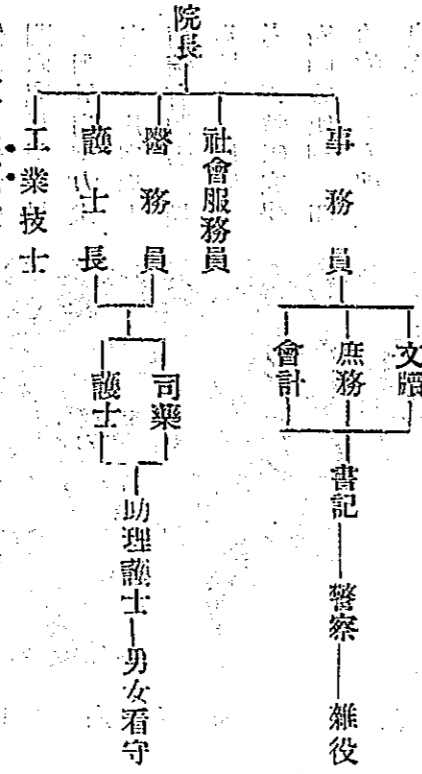 院長
事務員
社會服務員
醫務員
護士長
工業技士
文牘
庶務
會計
書記
警察
雜役
司藥
護士
助理護士
男女看守